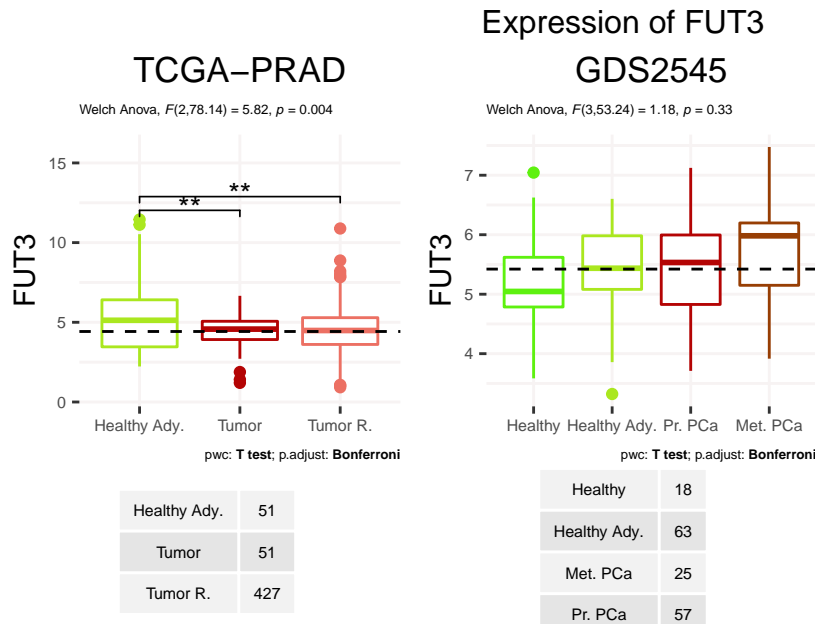 Expression of FUT3
TCGA−PRAD
Welch Anova, F(2,78.14) = 5.82, p = 0.004
FUT3
15
10
5
0
**
**
Healthy Ady.
Tumor
Tumor R.
pwc: T test; p.adjust: Bonferroni
Healthy Ady. 51
Tumor 51
Tumor R. 427
GDS2545
Welch Anova, F(3,53.24) = 1.18, p = 0.33
FUT3
7
6
5
4
Healthy
Healthy Ady.
Pr. PCa
Met. PCa
pwc: T test; p.adjust: Bonferroni
Healthy 18
Healthy Ady. 63
Met. PCa 25
Pr. PCa 57